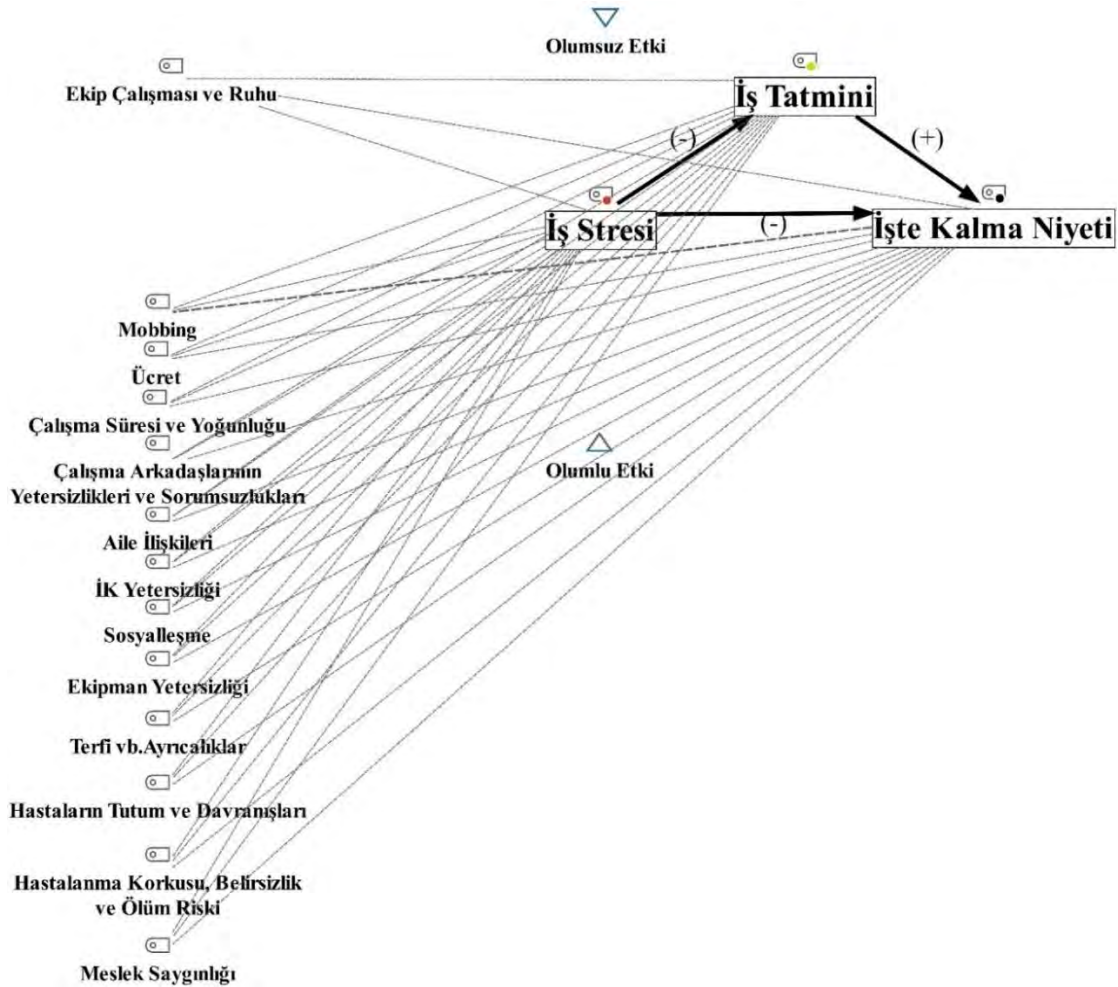 Olumsuz Etki
Ekip Çalışması ve Ruhu
İş Tatmini
(-)
(+)
İş Stresi
(-)
İşte Kalma Niyeti
Mobbing
Ücret
Çalışma Süresi ve Yoğunluğu
Çalışma Arkadaşlarının
Yetersizlikleri ve Sorumsuzlukları
Olumlu Etki
Aile İlişkileri
İK Yetersizliği
Sosyalleşme
Ekipman Yetersizliği
Terfi vb.Ayrıcalıklar
Hastaların Tutum ve Davranışları
Hastalanma Korkusu, Belirsizlik
ve Ölüm Riski
Meslek Saygınlığı